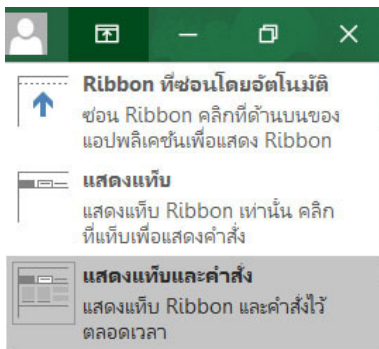 Ribbon ที่ซ่อนโดยอัตโนมัติ
ซ่อน Ribbon คลิกที่ด้านบนของ
แอปพลิเคชันเพื่อแสดง Ribbon
แสดงแท็บ
แสดงแท็บ Ribbon เท่านั้น คลิก
ที่แท็บเพื่อแสดงคำสั่ง
แสดงแท็บและคำสั่ง
แสดงแท็บ Ribbon และคำสั่งไว้
ตลอดเวลา